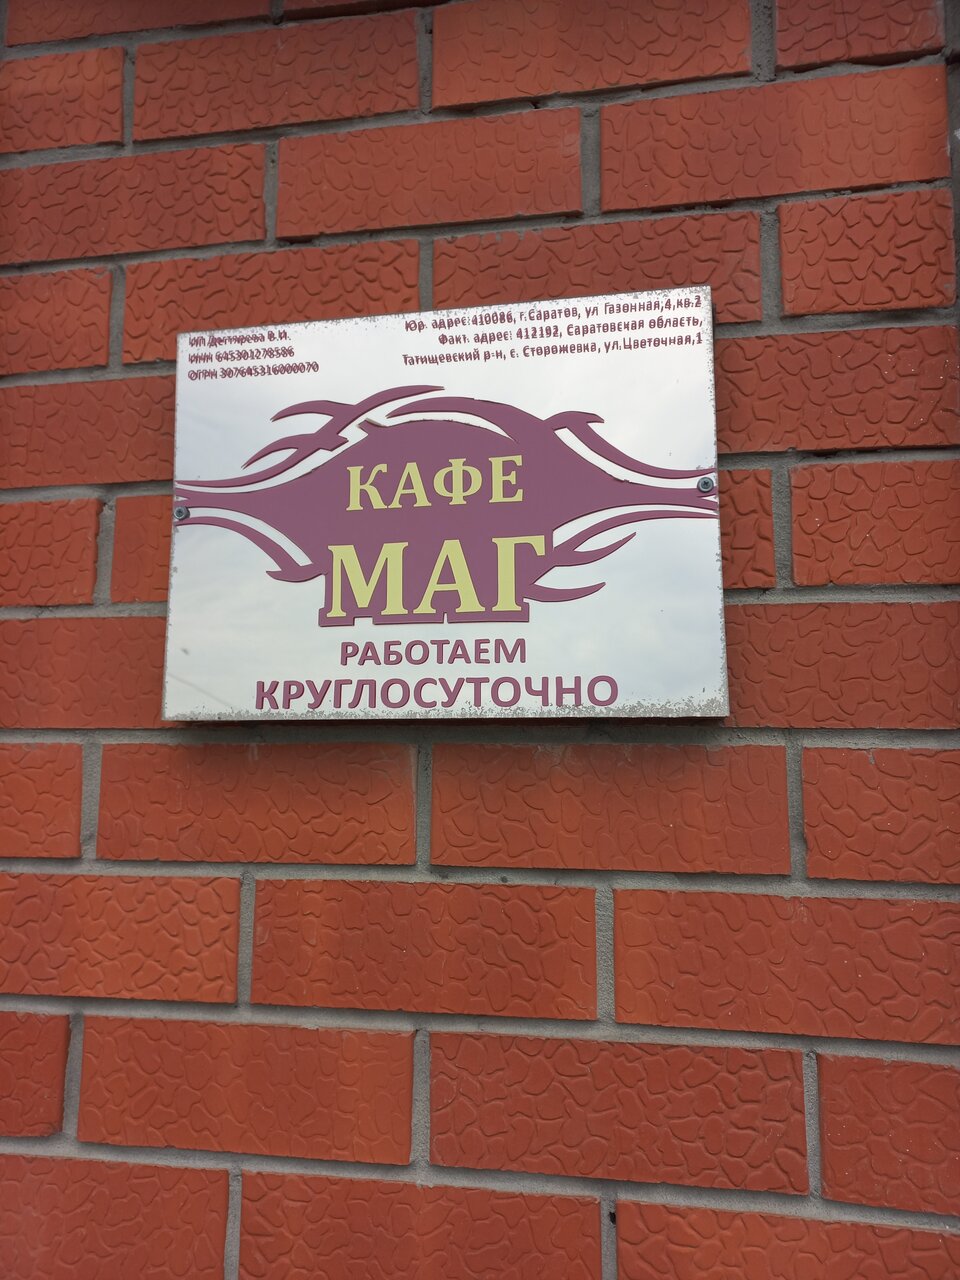 ИП Дегтярева В.И.
ИНН 645301278586
ОГРН 307645316000070
Юр. адрес: 410086, г.Саратов, ул Газонная,4,кв.2
Факт. адрес: 412192, Саратовская область,
Татищевский р-н, с. Сторожевка, ул.Цветочная,1
КАФЕ
МАГ
РАБОТАЕМ
КРУГЛОСУТОЧНО